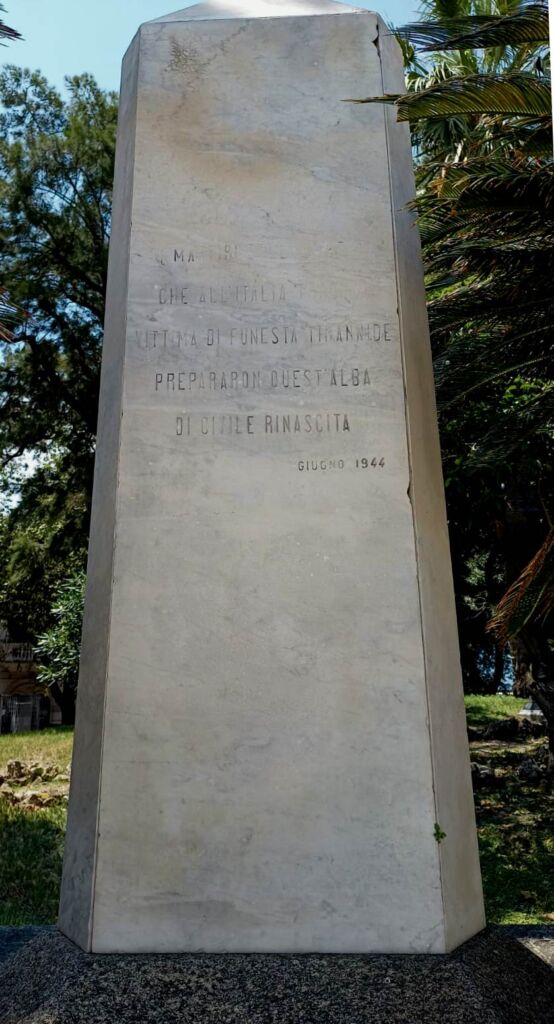 MARTIRI
CHE ALL'ITALIA
VITTIMA DI FUNESTA TIRANNIDE
PREPARARON QUEST'ALBA
DI CIVILE RINASCITA
GIUGNO 1944